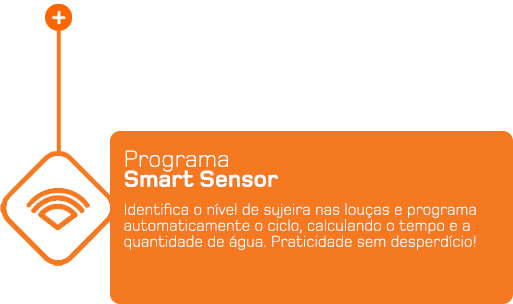 Programa
Smart Sensor
Identifica o nível de sujeira nas louças e programa
automaticamente o ciclo, calculando o tempo e a
quantidade de água. Praticidade sem desperdício!